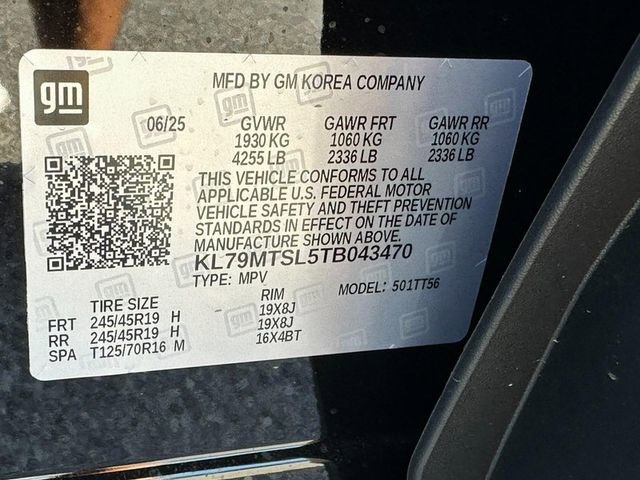 gm
MFD BY GM KOREA COMPANY
06/25 GVWR GAWR FRT GAWR RR
1930 KG 1060 KG 1060 KG
4255 LB 2336 LB 2336 LB
THIS VEHICLE CONFORMS TO ALL
APPLICABLE U.S. FEDERAL MOTOR
VEHICLE SAFETY AND THEFT PREVENTION
STANDARDS IN EFFECT ON THE DATE OF
MANUFACTURE SHOWN ABOVE.
KL79MTSL5TB043470
TYPE: MPV MODEL: 501TT56
TIRE SIZE RIM
FRT 245/45R19 H 19X8J
RR 245/45R19 H 19X8J
SPA T125/70R16 M 16X4BT